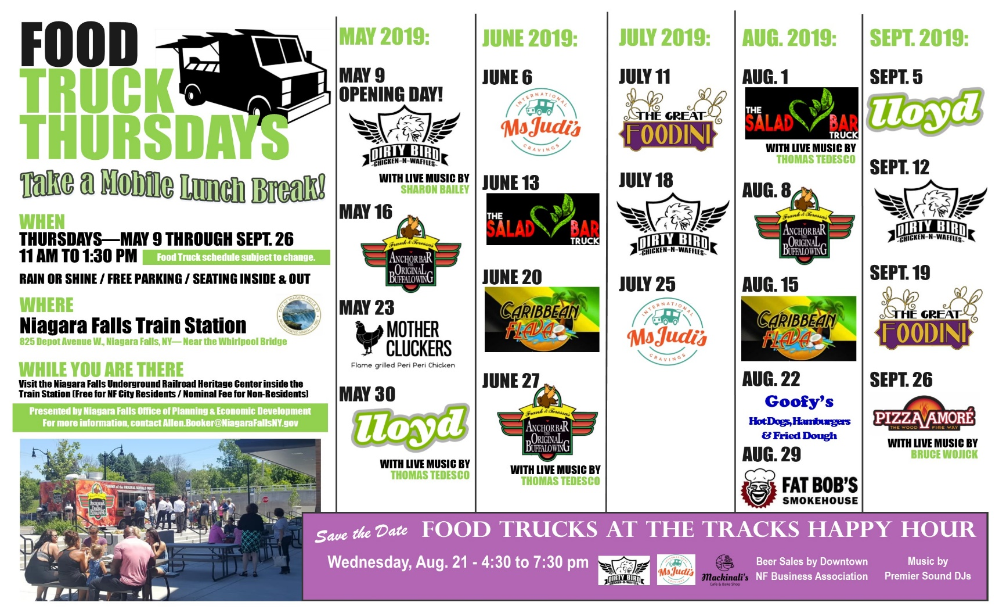 FOOD
TRUCK
THURSDAYS
Take a Mobile Lunch Break!
WHEN
THURSDAYS—MAY 9 THROUGH SEPT. 26
11 AM TO 1:30 PM
Food Truck schedule subject to change.
RAIN OR SHINE / FREE PARKING / SEATING INSIDE & OUT
WHERE
Niagara Falls Train Station
825 Depot Avenue W., Niagara Falls, NY— Near the Whirlpool Bridge
WHILE YOU ARE THERE
Visit the Niagara Falls Underground Railroad Heritage Center inside the
Train Station (Free for NF City Residents / Nominal Fee for Non-Residents)
Presented by Niagara Falls Office of Planning & Economic Development
For more information, contact Allen.Booker@NiagaraFallsNY.gov
HOME of the ORIGINAL BUFFALO WING
ANCHOR BAR
MAY 2019:
MAY 9
OPENING DAY!
DIRTY BIRD
-CHICKEN-N-WAFFLES-
WITH LIVE MUSIC BY
SHARON BAILEY
MAY 16
Frank & Teressa's
ANCHOR BAR
THE
ORIGINAL
BUFFALO WING
MAY 23
MOTHER
CLUCKERS
Flame grilled Peri Peri Chicken
MAY 30
lloyd
WITH LIVE MUSIC BY
THOMAS TEDESCO
JUNE 2019:
JUNE 6
INTERNATIONAL
Ms Judi's
CRAVINGS
JUNE 13
THE
SALAD BAR
TRUCK
JUNE 20
CARIBBEAN
FLAVA
JUNE 27
Frank & Teressa's
ANCHOR BAR
THE
ORIGINAL
BUFFALO WING
WITH LIVE MUSIC BY
THOMAS TEDESCO
JULY 2019:
JULY 11
THE GREAT
FOODINI
JULY 18
DIRTY BIRD
-CHICKEN-N-WAFFLES-
JULY 25
INTERNATIONAL
Ms Judi's
CRAVINGS
AUG. 2019:
AUG. 1
THE
SALAD BAR
TRUCK
WITH LIVE MUSIC BY
THOMAS TEDESCO
AUG. 8
Frank & Teressa's
ANCHOR BAR
THE
ORIGINAL
BUFFALO WING
AUG. 15
CARIBBEAN
FLAVA
AUG. 22
Goofy's
Hot Dogs, Hamburgers
& Fried Dough
AUG. 29
FAT BOB'S
SMOKEHOUSE
SEPT. 2019:
SEPT. 5
lloyd
SEPT. 12
DIRTY BIRD
-CHICKEN-N-WAFFLES-
SEPT. 19
THE GREAT
FOODINI
SEPT. 26
PIZZA AMORÉ
THE WOOD FIRE WAY
WITH LIVE MUSIC BY
BRUCE WOJICK
Save the Date FOOD TRUCKS AT THE TRACKS HAPPY HOUR
Wednesday, Aug. 21 - 4:30 to 7:30 pm
DIRTY BIRD
-CHICKEN-N-WAFFLES-
INTERNATIONAL
Ms Judi's
CRAVINGS
Mackinali's
Cafe & Bake Shop
Beer Sales by Downtown
NF Business Association
Music by
Premier Sound DJs